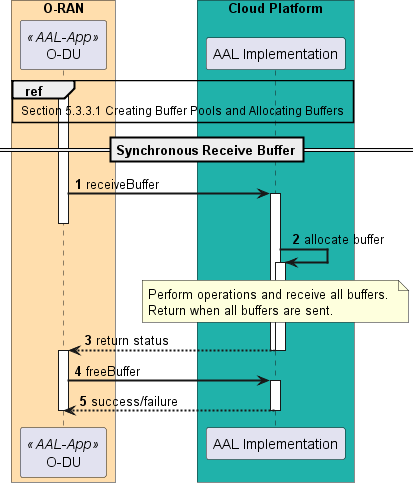 O-RAN
Cloud Platform
« AAL-App»
O-DU
AAL Implementation
ref
Section 5.3.3.1 Creating Buffer Pools and Allocating Buffers
Synchronous Receive Buffer
1 receiveBuffer
2 allocate buffer
Perform operations and receive all buffers.
Return when all buffers are sent.
3 return status
4 freeBuffer
5 success/failure
« AAL-App»
O-DU
AAL Implementation